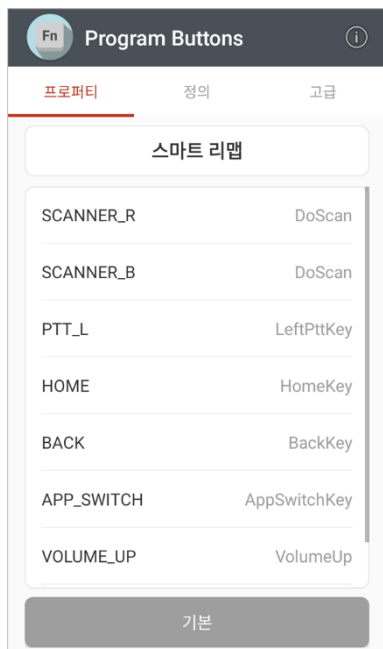 Fn Program Buttons
프로퍼티 정의 고급
스마트 리맵
SCANNER_R DoScan
SCANNER_B DoScan
PTT_L LeftPttKey
HOME HomeKey
BACK BackKey
APP_SWITCH AppSwitchKey
VOLUME_UP VolumeUp
기본